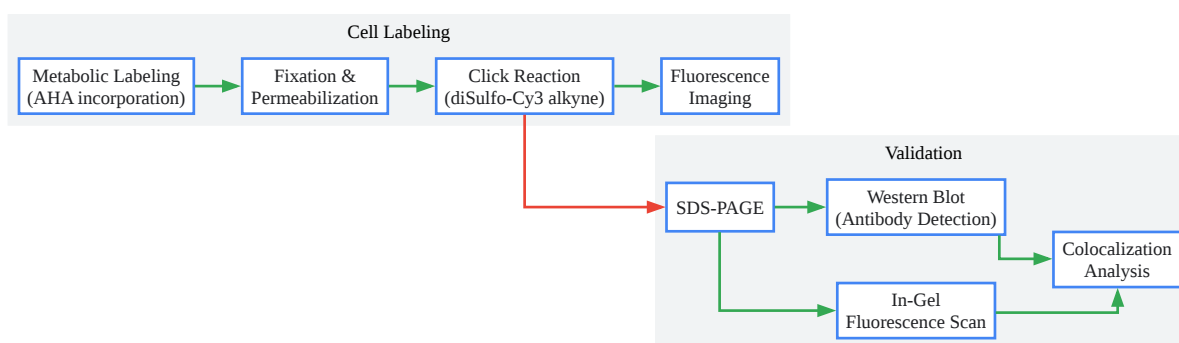 Cell Labeling
Metabolic Labeling
(AHA incorporation)
Fixation &
Permeabilization
Click Reaction
(diSulfo-Cy3 alkyne)
Fluorescence
Imaging
Validation
SDS-PAGE
Western Blot
(Antibody Detection)
In-Gel
Fluorescence Scan
Colocalization
Analysis